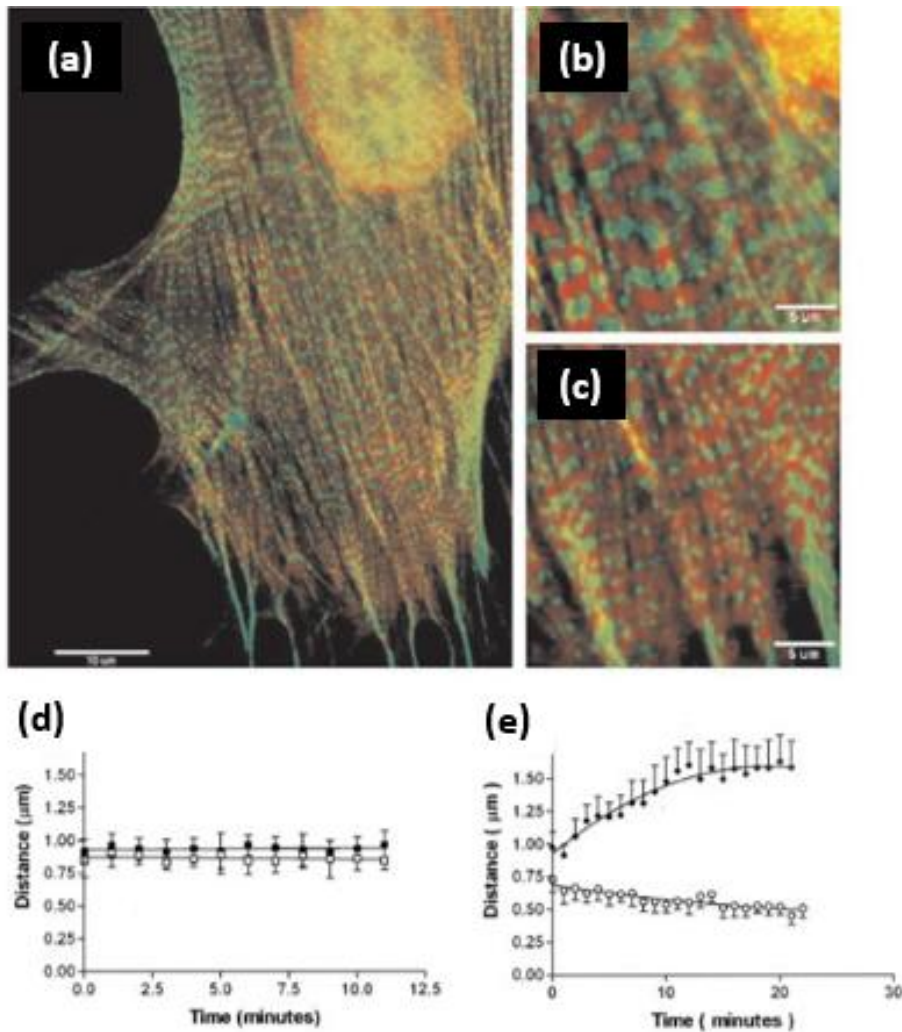 (a)
(b)
(c)
10 um
5 um
5 um
(d)
(e)
Distance (μm)
1.50
1.25
1.00
0.75
0.50
0.25
0.00
0.0 2.5 5.0 7.5 10.0 12.5
Time (minutes)
Distance ( μm )
1.50
1.25
1.00
0.75
0.50
0.25
0.00
0 10 20 30
Time ( minutes )